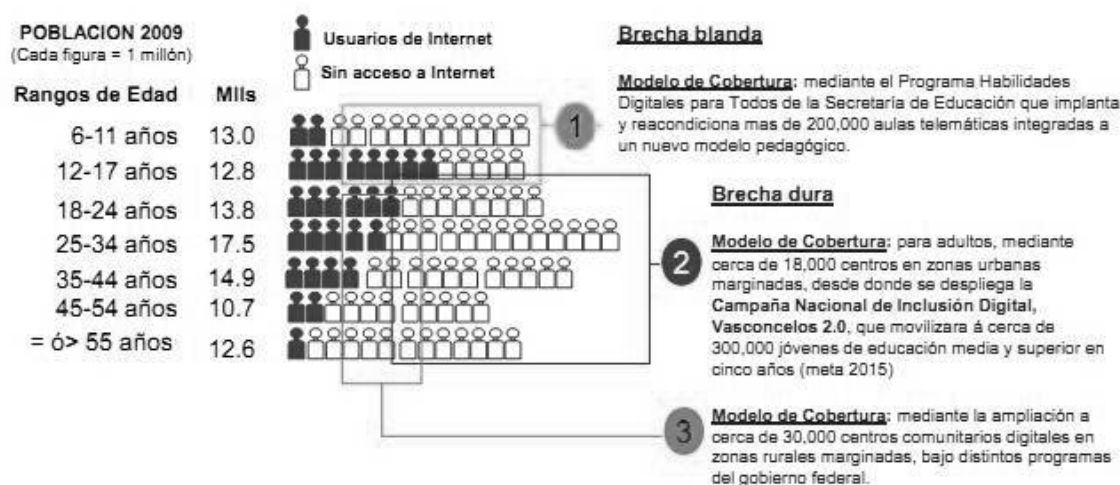 POBLACION 2009
(Cada figura = 1 millón)
Rangos de Edad Mlls
6-11 años 13.0
12-17 años 12.8
18-24 años 13.8
25-34 años 17.5
35-44 años 14.9
45-54 años 10.7
= ó> 55 años 12.6
Usuarios de Internet
Sin acceso a Internet
1
Brecha blanda
Modelo de Cobertura: mediante el Programa Habilidades
Digitales para Todos de la Secretaría de Educación que implanta
y reacondiciona mas de 200,000 aulas telemáticas integradas a
un nuevo modelo pedagógico.
Brecha dura
2
Modelo de Cobertura: para adultos, mediante
cerca de 18,000 centros en zonas urbanas
marginadas, desde donde se despliega la
Campaña Nacional de Inclusión Digital,
Vasconcelos 2.0, que movilizara á cerca de
300,000 jóvenes de educación media y superior en
cinco años (meta 2015)
3
Modelo de Cobertura: mediante la ampliación a
cerca de 30,000 centros comunitarios digitales en
zonas rurales marginadas, bajo distintos programas
del gobierno federal.